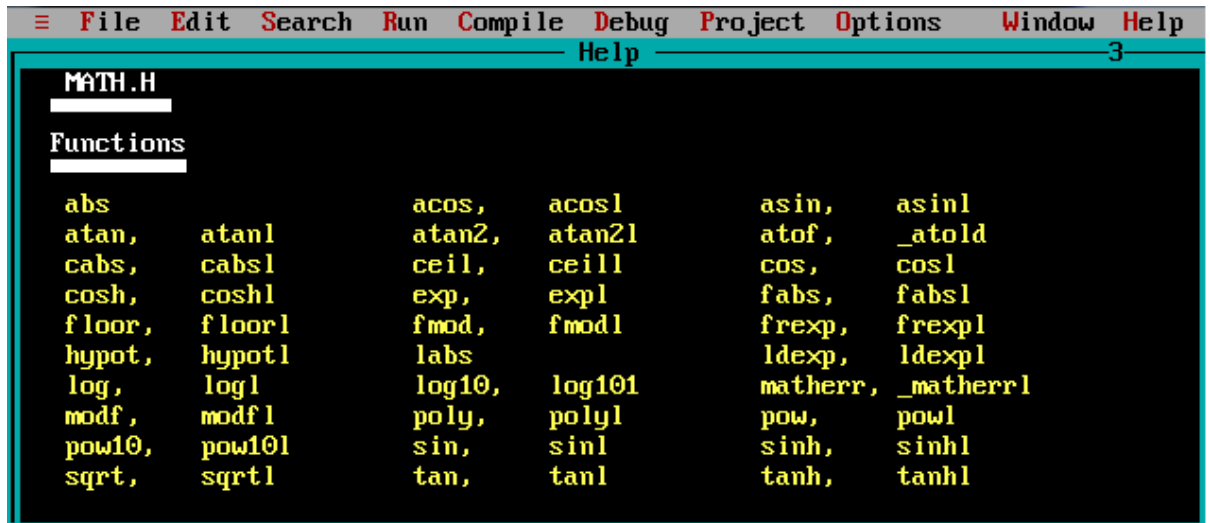 ≡ File Edit Search Run Compile Debug Project Options Window Help
Help 3
MATH.H
Functions
abs acos, acosl asin, asinl
atan, atanl atan2, atan2l atof, _atold
cabs, cabsl ceil, ceill cos, cosl
cosh, coshl exp, expl fabs, fabsl
floor, floorl fmod, fmodl frexp, frexpl
hypot, hypotl labs ldexp, ldexpl
log, logl log10, log101 matherr, _matherrl
modf, modfl poly, polyl pow, powl
pow10, pow10l sin, sinl sinh, sinhl
sqrt, sqrtl tan, tanl tanh, tanhl